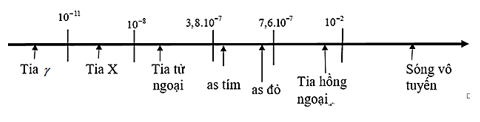 10⁻¹¹ 10⁻⁸ 3,8.10⁻⁷ 7,6.10⁻⁷ 10⁻²
Tia γ Tia X Tia tử ngoại as tím as đỏ Tia hồng ngoại. Sóng vô tuyến